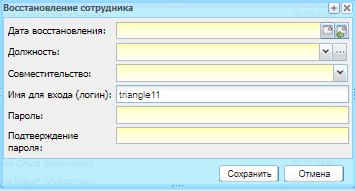 Восстановление сотрудника
Дата восстановления:
Должность:
Совместительство:
Имя для входа (логин): triangle11
Пароль:
Подтверждение
пароля:
Сохранить Отмена